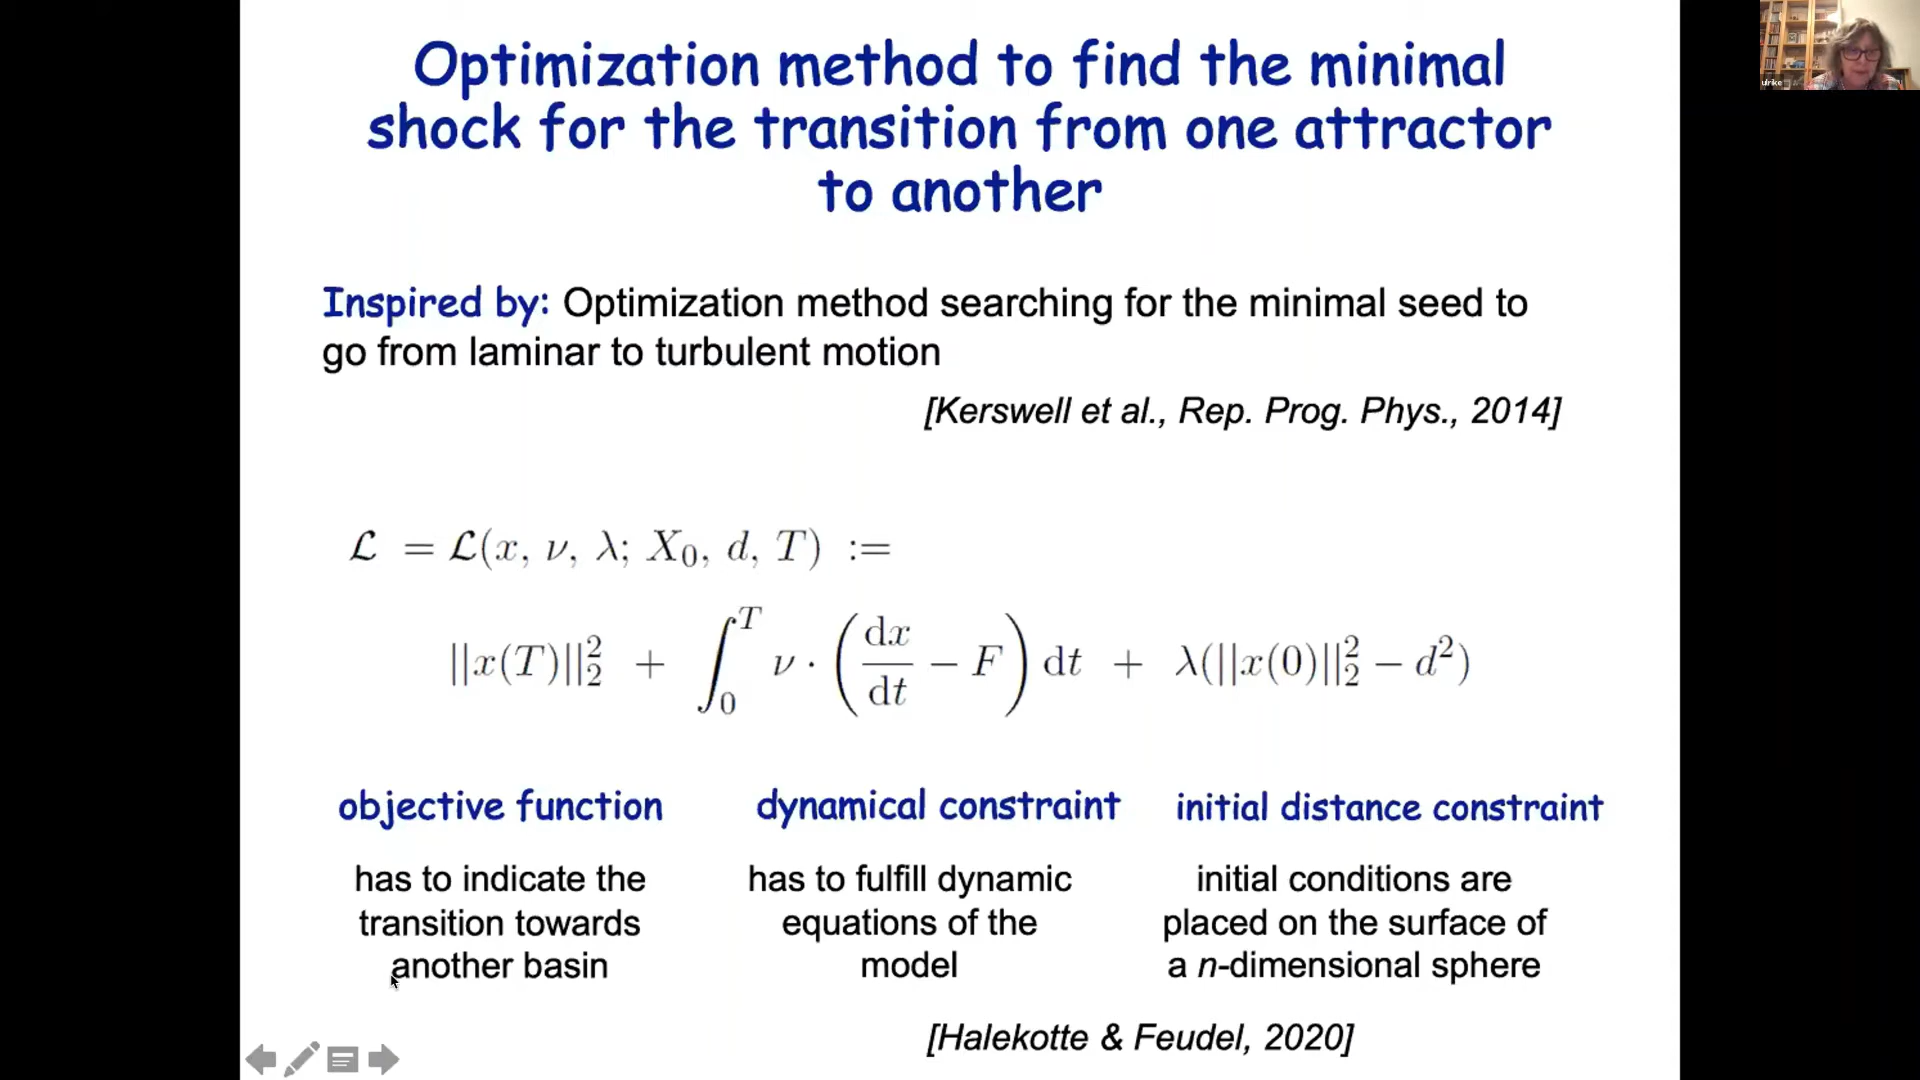 Optimization method to find the minimal
shock for the transition from one attractor
to another
Inspired by: Optimization method searching for the minimal seed to
go from laminar to turbulent motion
[Kerswell et al., Rep. Prog. Phys., 2014]
ℒ = ℒ(x, ν, λ; X₀, d, T) :=
||x(T)||₂² + ∫₀ᵀ ν · (dx/dt − F) dt + λ(||x(0)||₂² − d²)
objective function dynamical constraint initial distance constraint
has to indicate the has to fulfill dynamic initial conditions are
transition towards equations of the placed on the surface of
another basin model a n-dimensional sphere
[Halekotte & Feudel, 2020]
ulrike